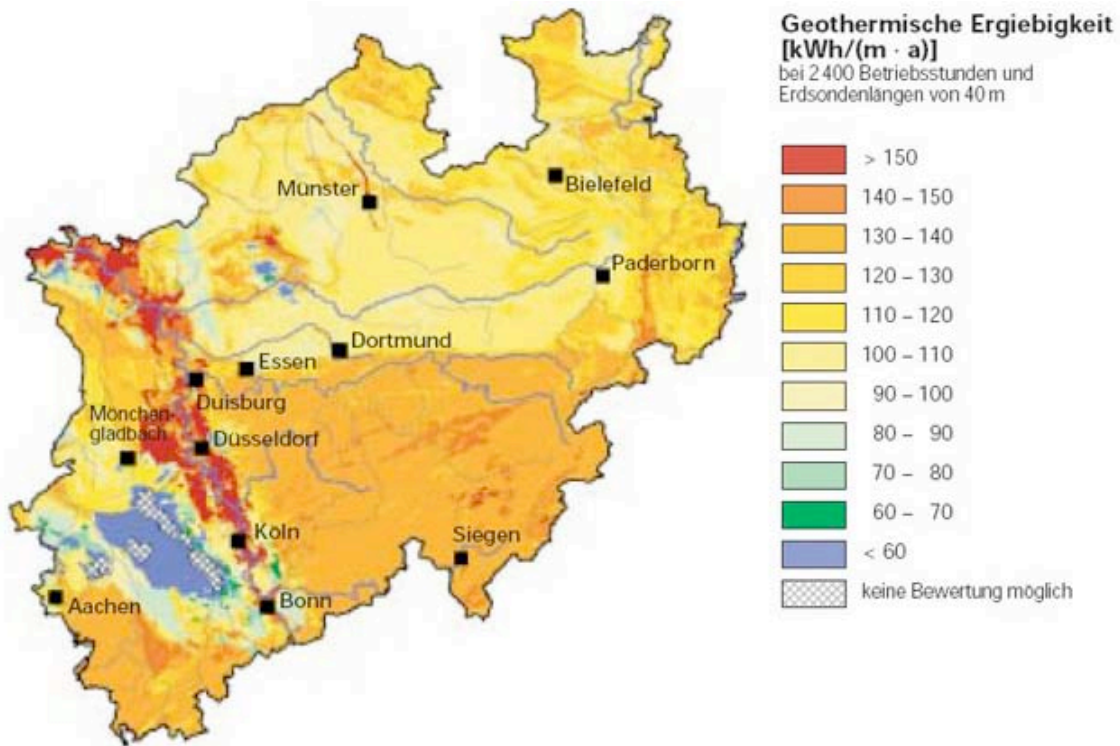 Geothermische Ergiebigkeit
[kWh/(m · a)]
bei 2 400 Betriebsstunden und
Erdsondenlängen von 40 m
> 150
140 – 150
130 – 140
120 – 130
110 – 120
100 – 110
90 – 100
80 – 90
70 – 80
60 – 70
< 60
keine Bewertung möglich
Münster
Bielefeld
Paderborn
Dortmund
Essen
Duisburg
Mönchen-
gladbach
Düsseldorf
Köln
Siegen
Aachen
Bonn